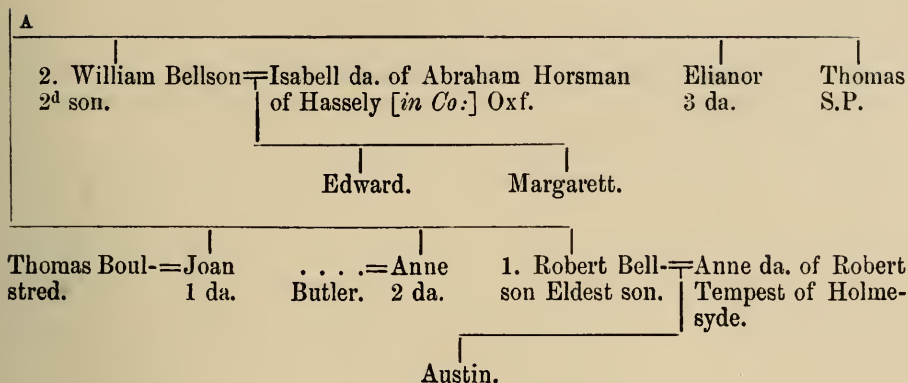 A
2. William Bellson=Isabell da. of Abraham Horsman Elianor Thomas
2d son. of Hassely [in Co:] Oxf. 3 da. S.P.
Edward. Margarett.
Thomas Boul-=Joan . . . .=Anne 1. Robert Bell-=Anne da. of Robert
stred. 1 da. Butler. 2 da. son Eldest son. Tempest of Holme-
syde.
Austin.